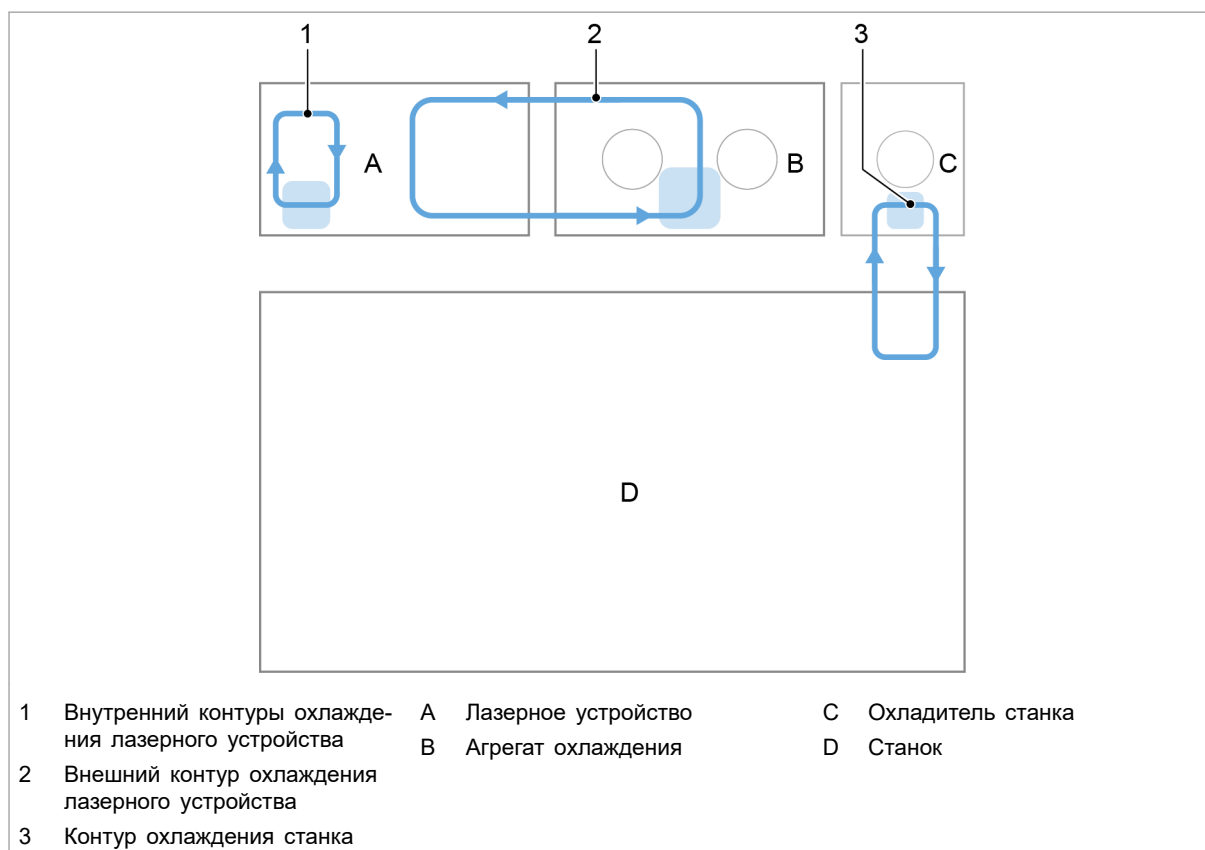 1 2 3
A B C
D
1 Внутренний контуры охлажде-
ния лазерного устройства
2 Внешний контур охлаждения
лазерного устройства
3 Контур охлаждения станка
A Лазерное устройство
B Агрегат охлаждения
C Охладитель станка
D Станок